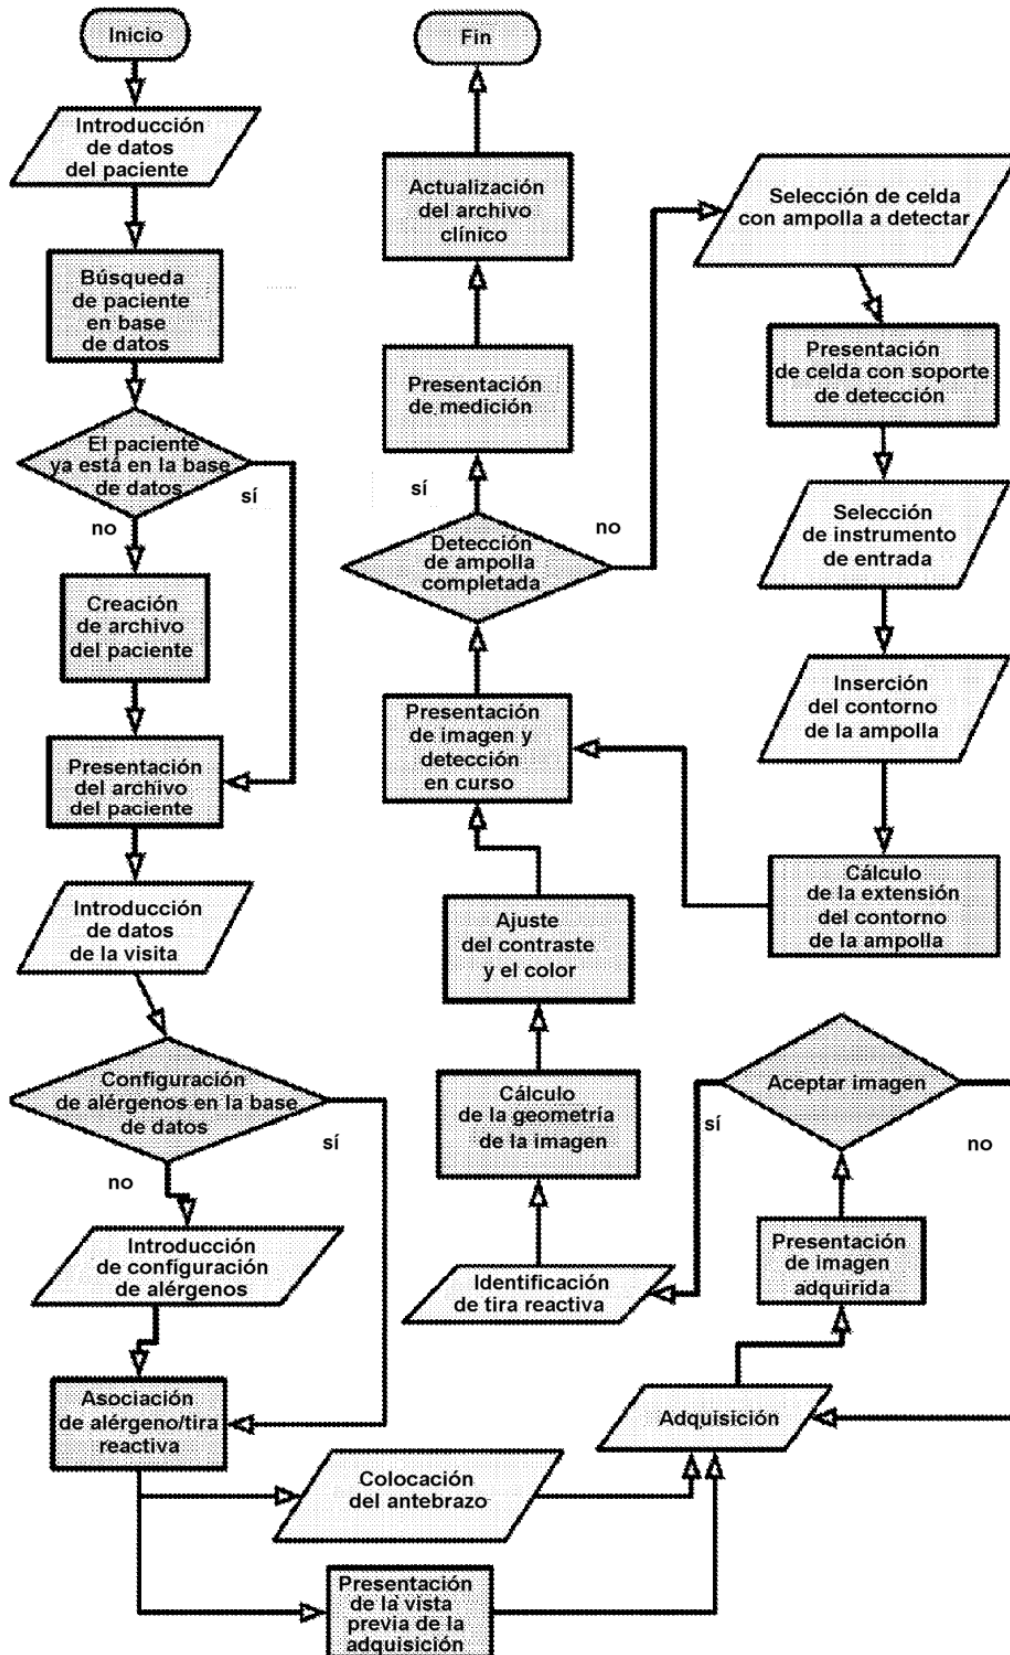 Inicio
Introducción
de datos
del paciente
Búsqueda
de paciente
en base
de datos
El paciente
ya está en la base
de datos
sí
no
Creación
de archivo
del paciente
Presentación
del archivo
del paciente
Introducción
de datos
de la visita
Configuración
de alérgenos en la base
de datos
sí
no
Introducción
de configuración
de alérgenos
Asociación
de alérgeno/tira
reactiva
Colocación
del antebrazo
Presentación
de la vista
previa de la
adquisición
Adquisición
Presentación
de imagen
adquirida
Aceptar imagen
sí
no
Identificación
de tira reactiva
Cálculo
de la geometría
de la imagen
Ajuste
del contraste
y el color
Presentación
de imagen y
detección
en curso
Detección
de ampolla
completada
sí
no
Presentación
de medición
Actualización
del archivo
clínico
Fin
Selección de celda
con ampolla a detectar
Presentación
de celda con soporte
de detección
Selección
de instrumento
de entrada
Inserción
del contorno
de la ampolla
Cálculo
de la extensión
del contorno
de la ampolla